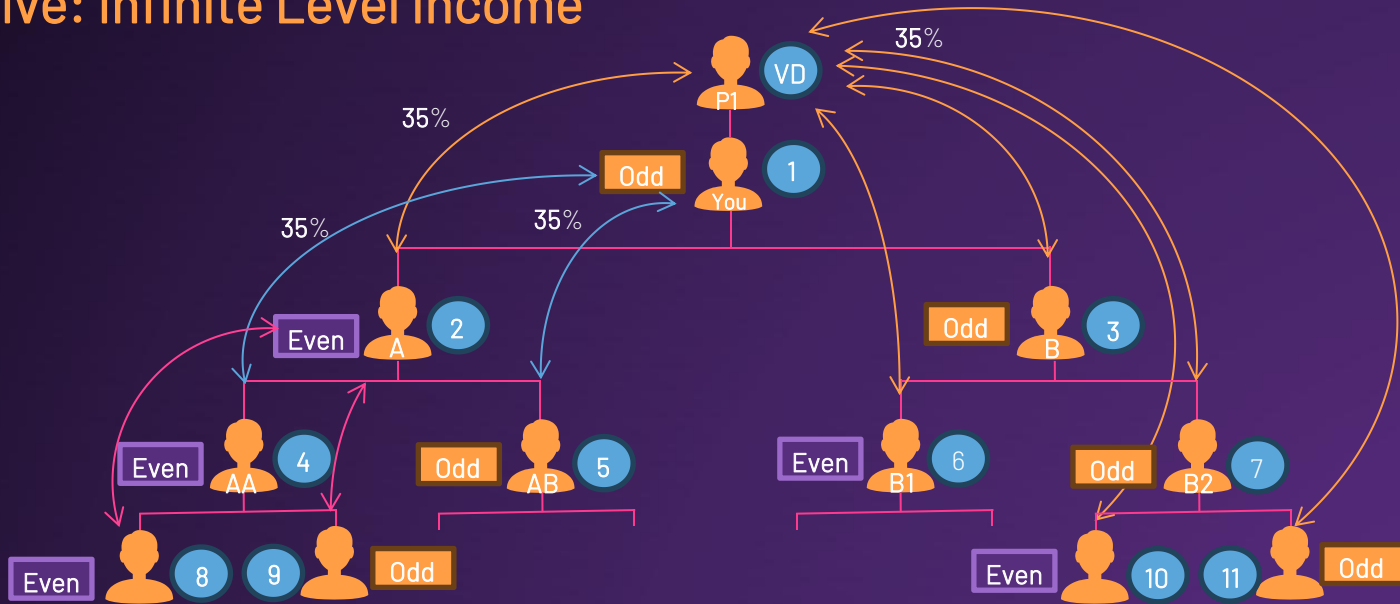 ive: Infinite Level Income
35%
VD
P1
35%
Odd
1
You
35%
35%
Even
2
A
Odd
3
B
Even
4
AA
Odd
5
AB
Even
6
B1
Odd
7
B2
Even
8
9
Odd
Even
10
11
Odd